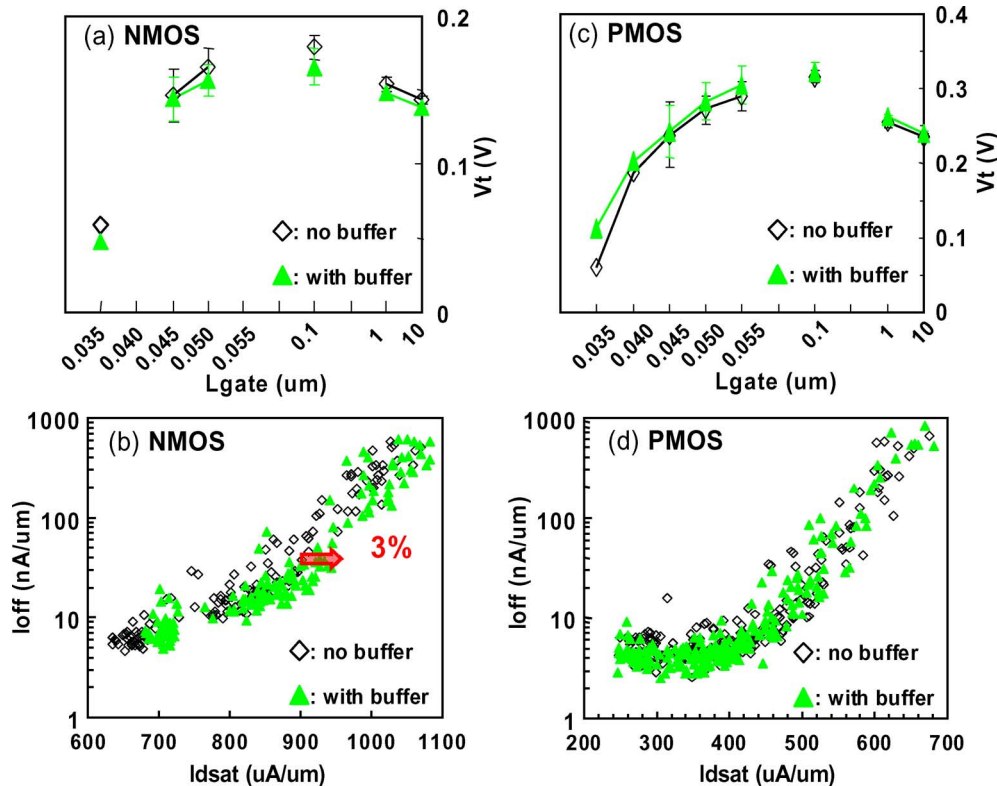 (a) NMOS
0.2
0.1
0
Vt (V)
◇: no buffer
▲: with buffer
0.035 0.040 0.045 0.050 0.055 0.1 1 10
Lgate (um)
(c) PMOS
0.4
0.3
0.2
0.1
0
Vt (V)
◇: no buffer
▲: with buffer
0.035 0.040 0.045 0.050 0.055 0.1 1 10
Lgate (um)
(b) NMOS
1000
100
10
1
Ioff (nA/um)
3%
◇: no buffer
▲: with buffer
600 700 800 900 1000 1100
Idsat (uA/um)
(d) PMOS
1000
100
10
1
Ioff (nA/um)
◇: no buffer
▲: with buffer
200 300 400 500 600 700
Idsat (uA/um)